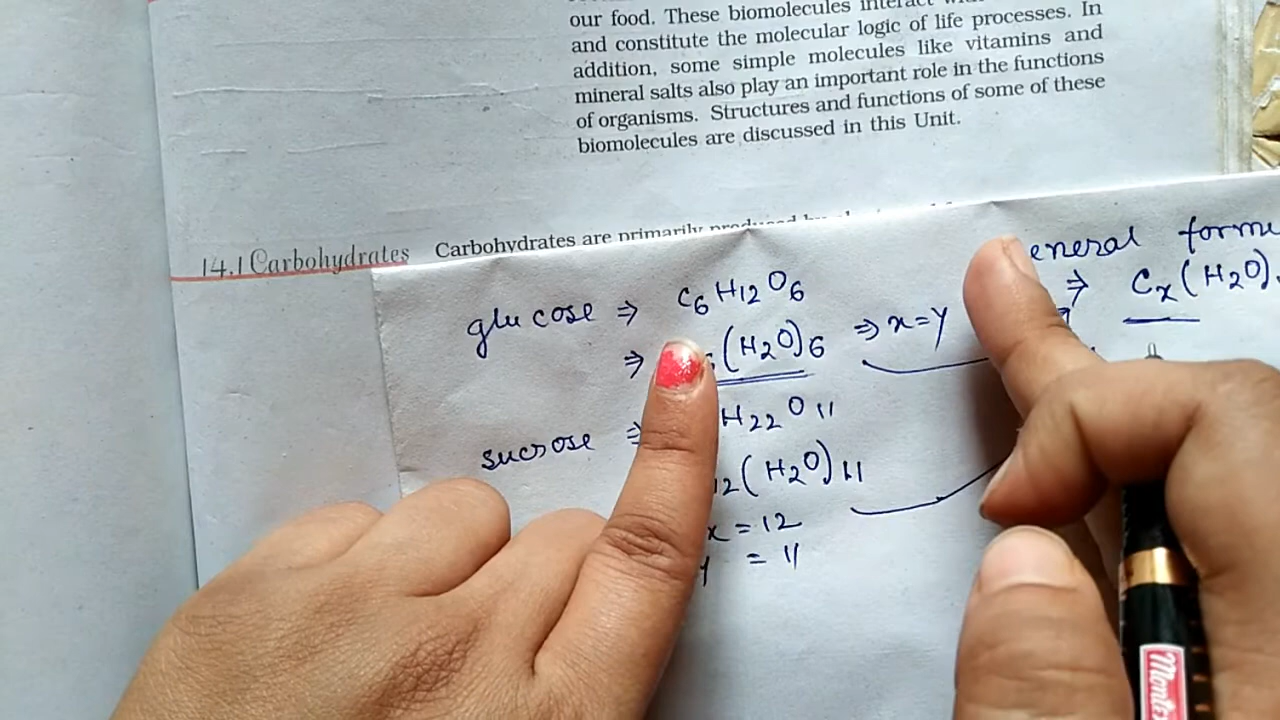 our food. These biomolecules interact
and constitute the molecular logic of life processes. In
addition, some simple molecules like vitamins and
mineral salts also play an important role in the functions
of organisms. Structures and functions of some of these
biomolecules are discussed in this Unit.
14.1 Carbohydrates Carbohydrates are primarily
glucose ⇒ C6H12O6
⇒ (H2O)6 ⇒ x=y
eneral form
⇒ Cx(H2O)
sucrose ⇒ H22O11
12(H2O)11
x = 12
y = 11